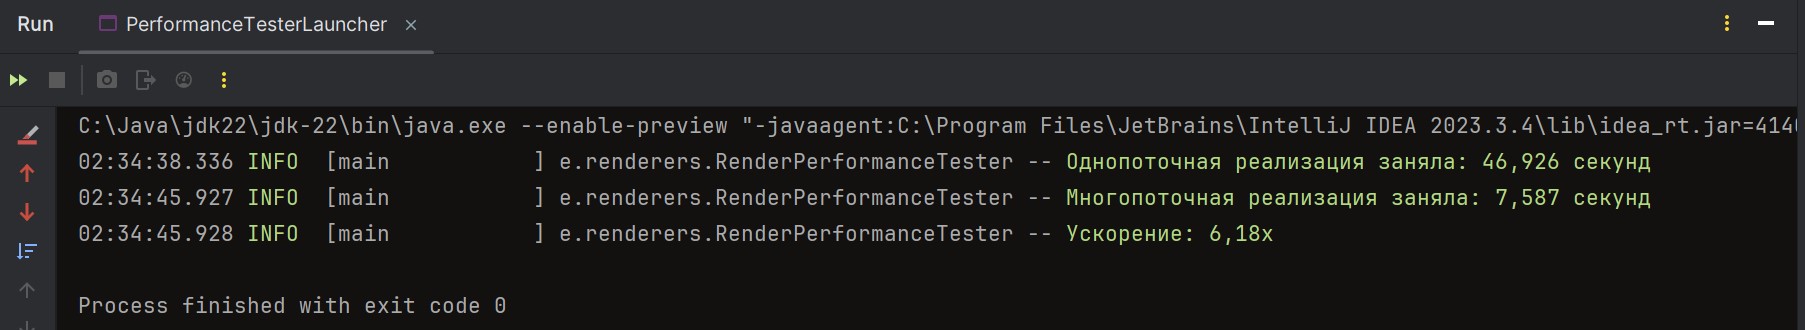 Run PerformanceTesterLauncher
C:\Java\jdk22\jdk-22\bin\java.exe --enable-preview "-javaagent:C:\Program Files\JetBrains\IntelliJ IDEA 2023.3.4\lib\idea_rt.jar=414
02:34:38.336 INFO  [main           ] e.renderers.RenderPerformanceTester -- Однопоточная реализация заняла: 46,926 секунд
02:34:45.927 INFO  [main           ] e.renderers.RenderPerformanceTester -- Многопоточная реализация заняла: 7,587 секунд
02:34:45.928 INFO  [main           ] e.renderers.RenderPerformanceTester -- Ускорение: 6,18x
Process finished with exit code 0